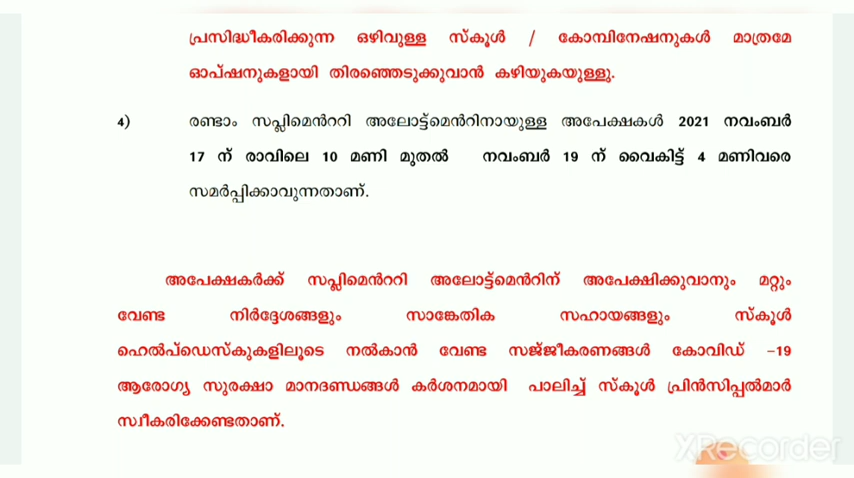 പ്രസിദ്ധീകരിക്കുന്ന ഒഴിവുള്ള സ്കൂൾ / കോമ്പിനേഷനുകൾ മാത്രമേ
ഓപ്ഷനുകളായി തിരഞ്ഞെടുക്കുവാൻ കഴിയുകയുള്ളു.
4) രണ്ടാം സപ്ലിമെൻററി അലോട്ട്മെൻറിനായുള്ള അപേക്ഷകൾ 2021 നവംബർ
17 ന് രാവിലെ 10 മണി മുതൽ നവംബർ 19 ന് വൈകിട്ട് 4 മണിവരെ
സമർപ്പിക്കാവുന്നതാണ്.
അപേക്ഷകർക്ക് സപ്ലിമെൻററി അലോട്ട്മെൻറിന് അപേക്ഷിക്കുവാനും മറ്റും
വേണ്ട നിർദ്ദേശങ്ങളും സാങ്കേതിക സഹായങ്ങളും സ്കൂൾ
ഹെൽപ്ഡെസ്കുകളിലൂടെ നൽകാൻ വേണ്ട സജ്ജീകരണങ്ങൾ കോവിഡ് –19
ആരോഗ്യ സുരക്ഷാ മാനദണ്ഡങ്ങൾ കർശനമായി പാലിച്ച് സ്കൂൾ പ്രിൻസിപ്പൽമാർ
സ്വീകരിക്കേണ്ടതാണ്.
XRecorder